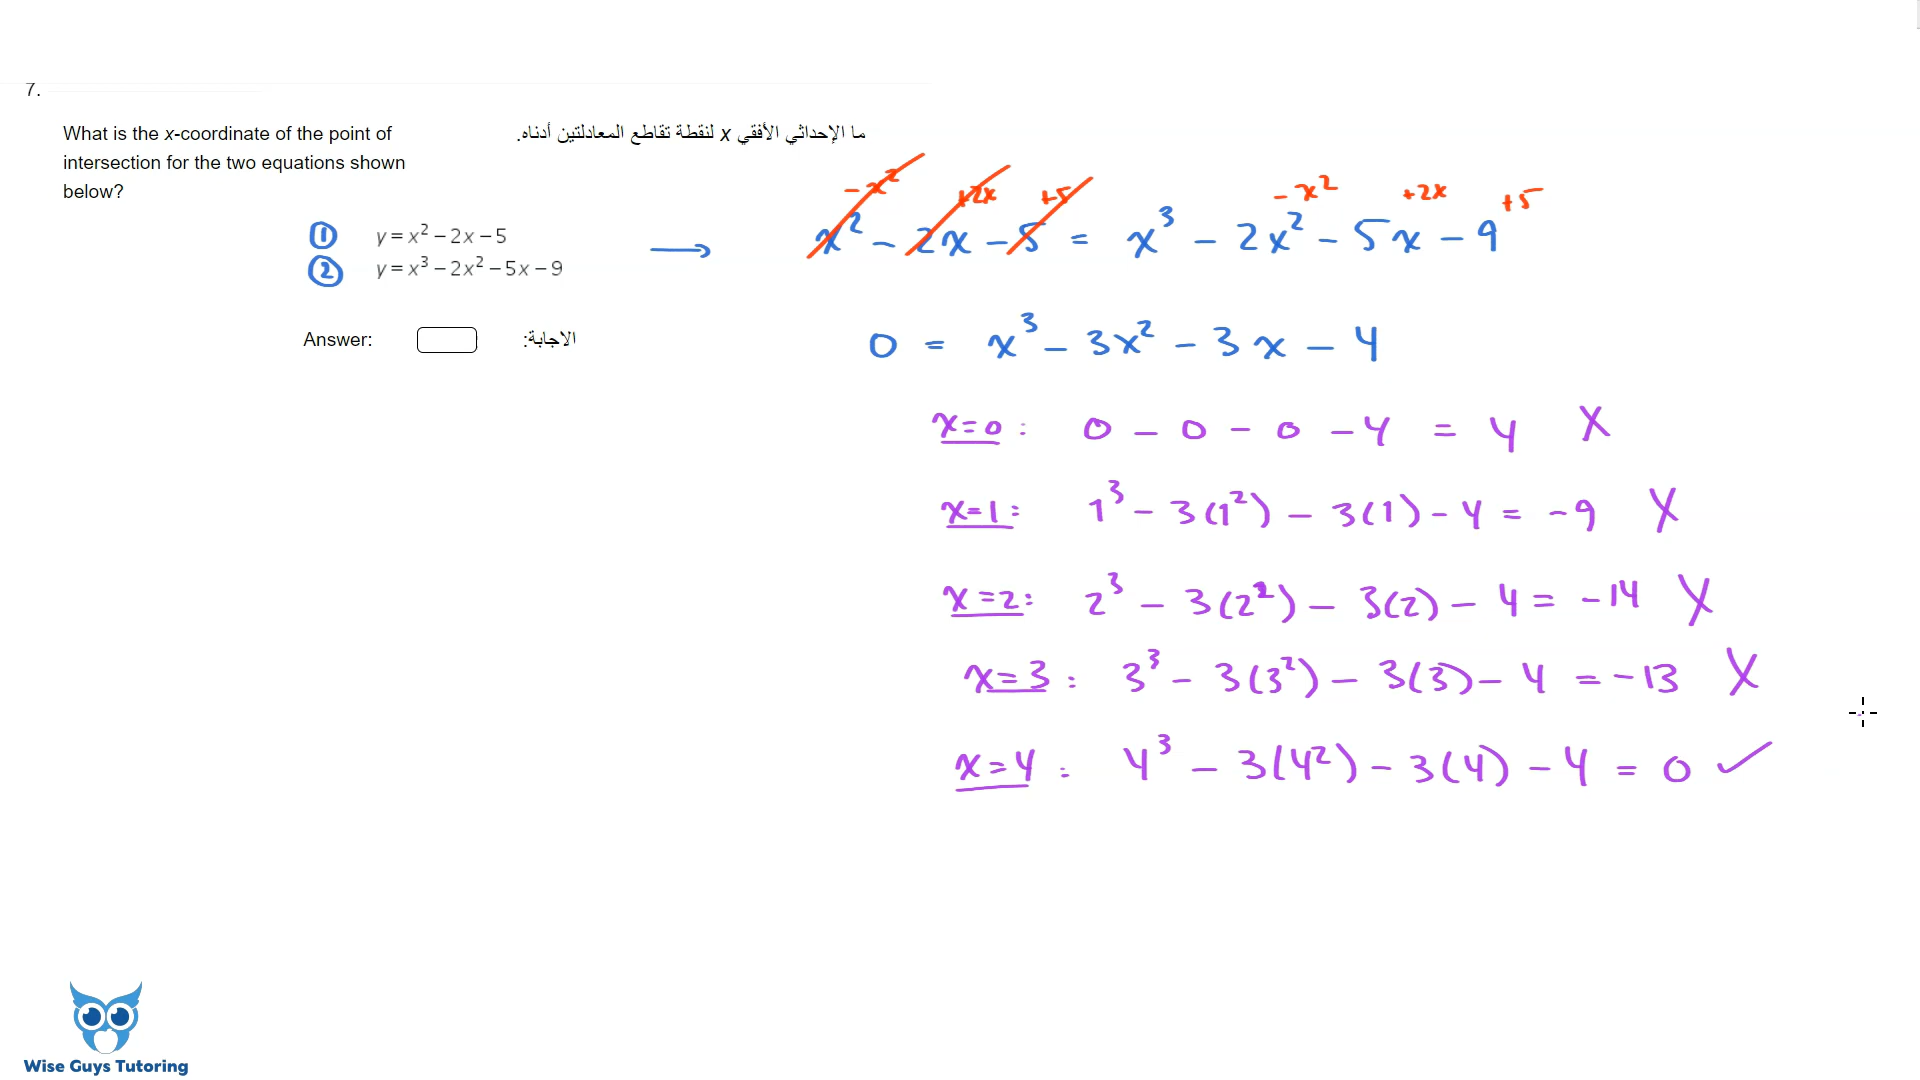 7.
What is the x-coordinate of the point of
intersection for the two equations shown
below?
ما الإحداثي الأفقي x لنقطة تقاطع المعادلتين أدناه.
① y = x² − 2x − 5
② y = x³ − 2x² − 5x − 9
Answer:
الاجابة:
−x² +2x +5 −x² +2x +5
→ x² − 2x − 5 = x³ − 2x² − 5x − 9
0 = x³ − 3x² − 3x − 4
x=0: 0 − 0 − 0 − 4 = 4 X
x=1: 1³ − 3(1²) − 3(1) − 4 = −9 X
x=2: 2³ − 3(2²) − 3(2) − 4 = −14 X
x=3: 3³ − 3(3²) − 3(3) − 4 = −13 X
x=4: 4³ − 3(4²) − 3(4) − 4 = 0 ✓
Wise Guys Tutoring